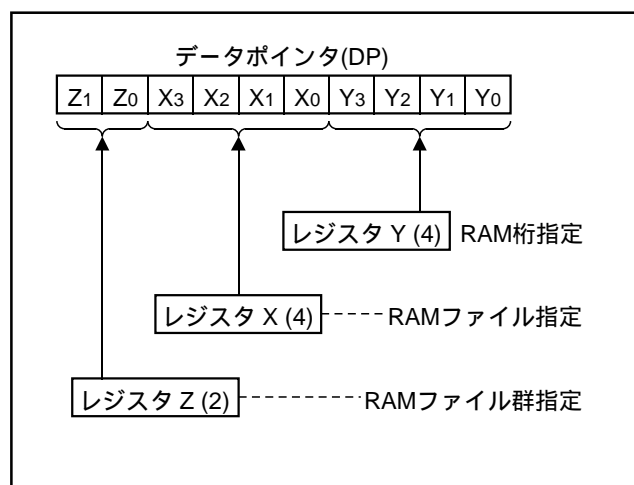 データポインタ(DP)
Z1 Z0 X3 X2 X1 X0 Y3 Y2 Y1 Y0
レジスタ Y (4) RAM桁指定
レジスタ X (4) RAMファイル指定
レジスタ Z (2) RAMファイル群指定